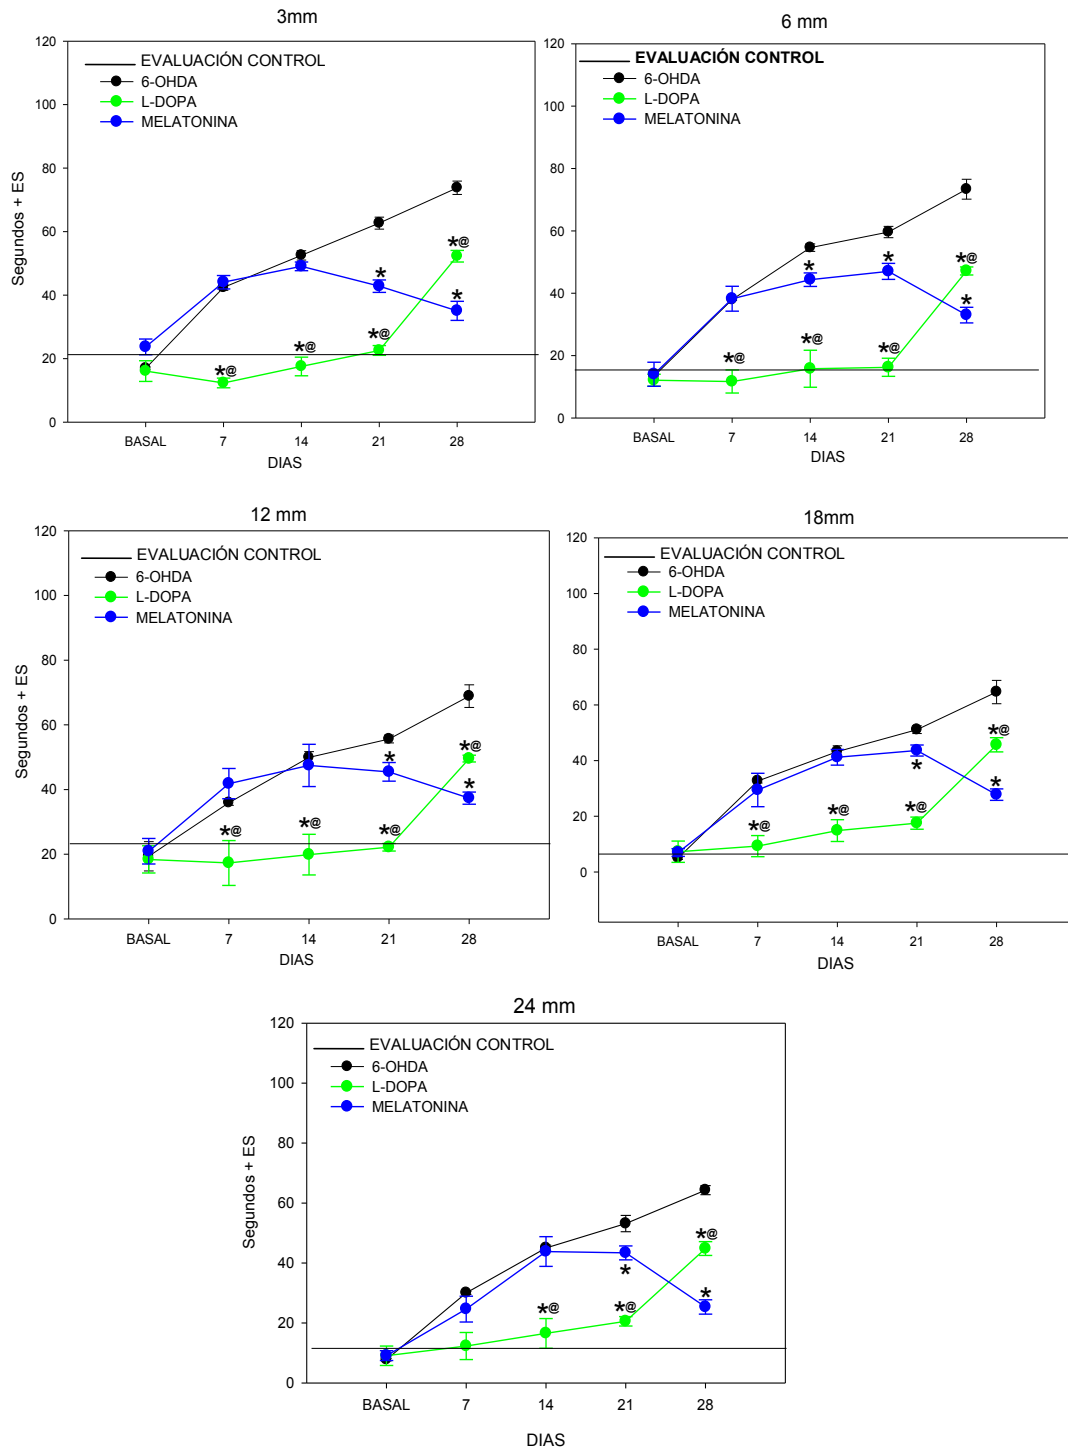 3mm
120
100
80
60
40
20
0
Segundos + ES
EVALUACIÓN CONTROL
6-OHDA
L-DOPA
MELATONINA
*@
*@
*@
*
*
*@
BASAL 7 14 21 28
DIAS
6 mm
120
100
80
60
40
20
0
EVALUACIÓN CONTROL
6-OHDA
L-DOPA
MELATONINA
*@
*
*@
*
*@
*@
*
BASAL 7 14 21 28
DIAS
12 mm
120
100
80
60
40
20
0
Segundos + ES
EVALUACIÓN CONTROL
6-OHDA
L-DOPA
MELATONINA
*@
*@
*
*@
*@
*
BASAL 7 14 21 28
DIAS
18mm
120
100
80
60
40
20
0
EVALUACIÓN CONTROL
6-OHDA
L-DOPA
MELATONINA
*@
*@
*
*@
*@
*
BASAL 7 14 21 28
DIAS
24 mm
120
100
80
60
40
20
0
Segundos + ES
EVALUACIÓN CONTROL
6-OHDA
L-DOPA
MELATONINA
*@
*
*@
*@
*
BASAL 7 14 21 28
DIAS